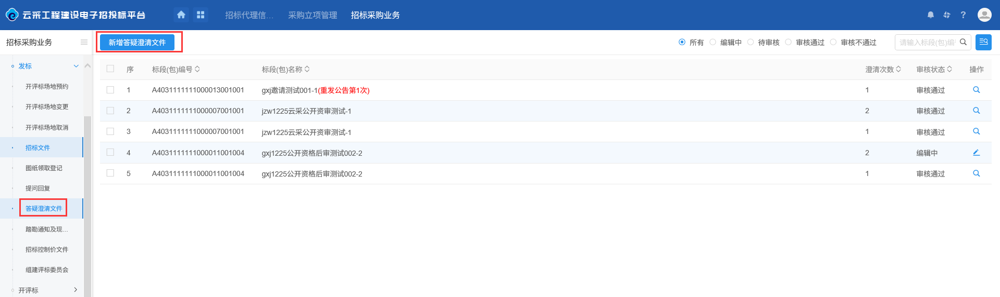 云采工程建设电子招投标平台
招标代理信... 采购立项管理 招标采购业务
?
招标采购业务
新增答疑澄清文件
所有 编辑中 待审核 审核通过 审核不通过
请输入标段(包)编
发标
开评标场地预约
开评标场地变更
开评标场地取消
招标文件
图纸领取登记
提问回复
答疑澄清文件
踏勘通知及现...
招标控制价文件
组建评标委员会
开评标
序 标段(包)编号 标段(包)名称 澄清次数 审核状态 操作
1 A4031111111000013001001 gxj邀请测试001-1(重发公告第1次) 1 审核通过
2 A4031111111000007001001 jzw1225云采公开资审测试-1 2 审核通过
3 A4031111111000007001001 jzw1225云采公开资审测试-1 1 审核通过
4 A4031111111000011001004 gxj1225公开资格后审测试002-2 2 编辑中
5 A4031111111000011001004 gxj1225公开资格后审测试002-2 1 审核通过